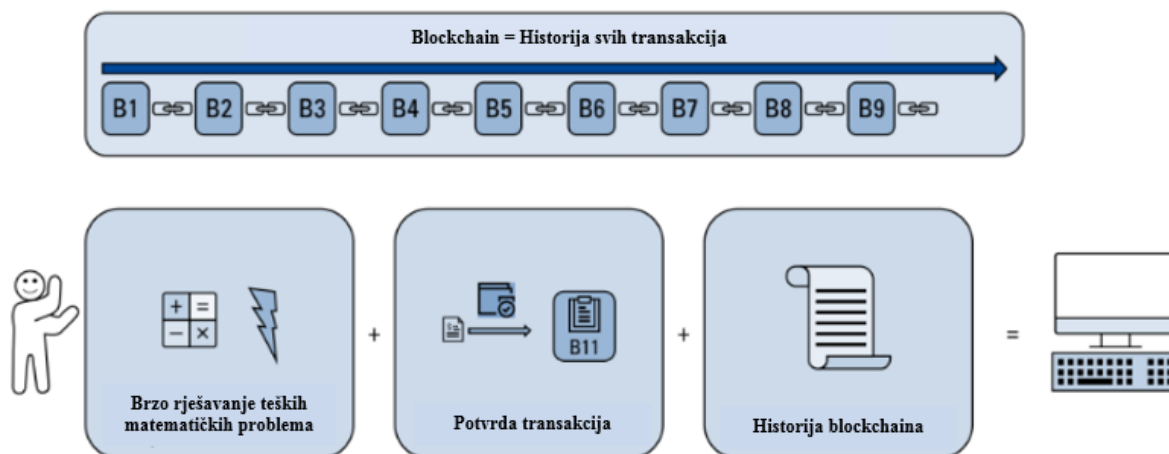 Blockchain = Historija svih transakcija
B1 B2 B3 B4 B5 B6 B7 B8 B9
+ =
− ×
Brzo rješavanje teških
matematičkih problema
+
B11
Potvrda transakcija
+
Historija blockchaina
=